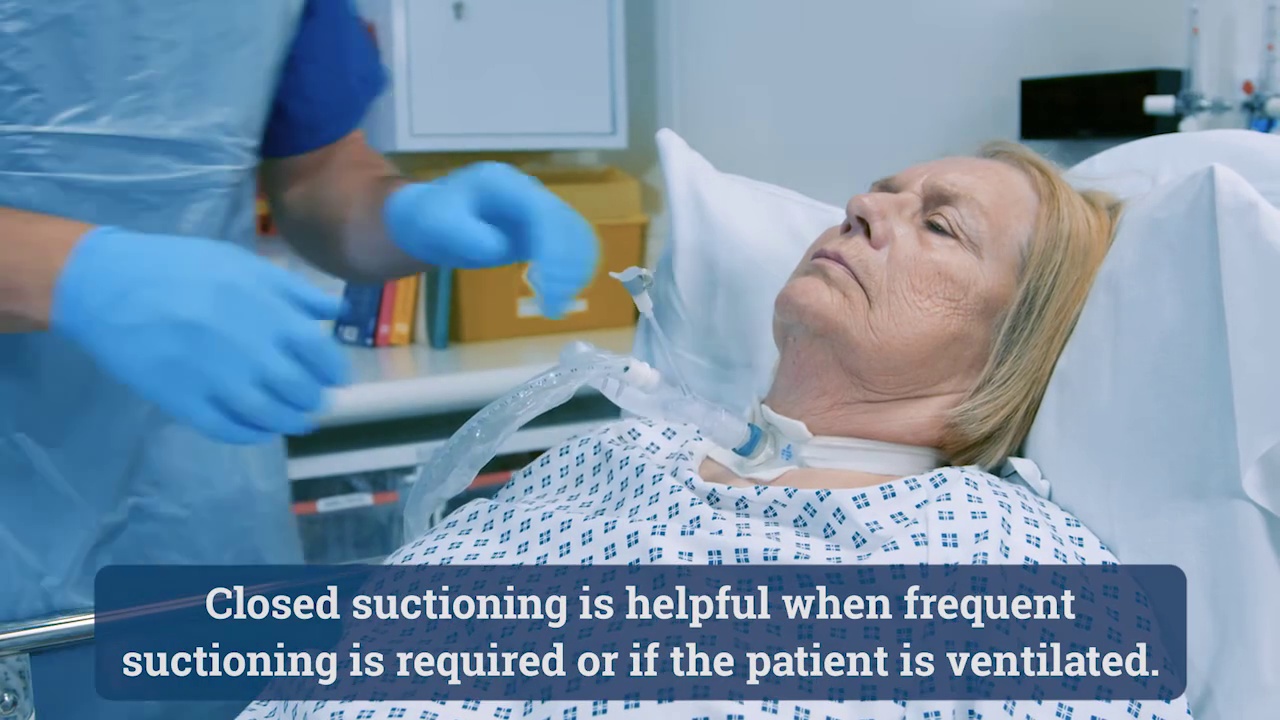 Closed suctioning is helpful when frequent
suctioning is required or if the patient is ventilated.